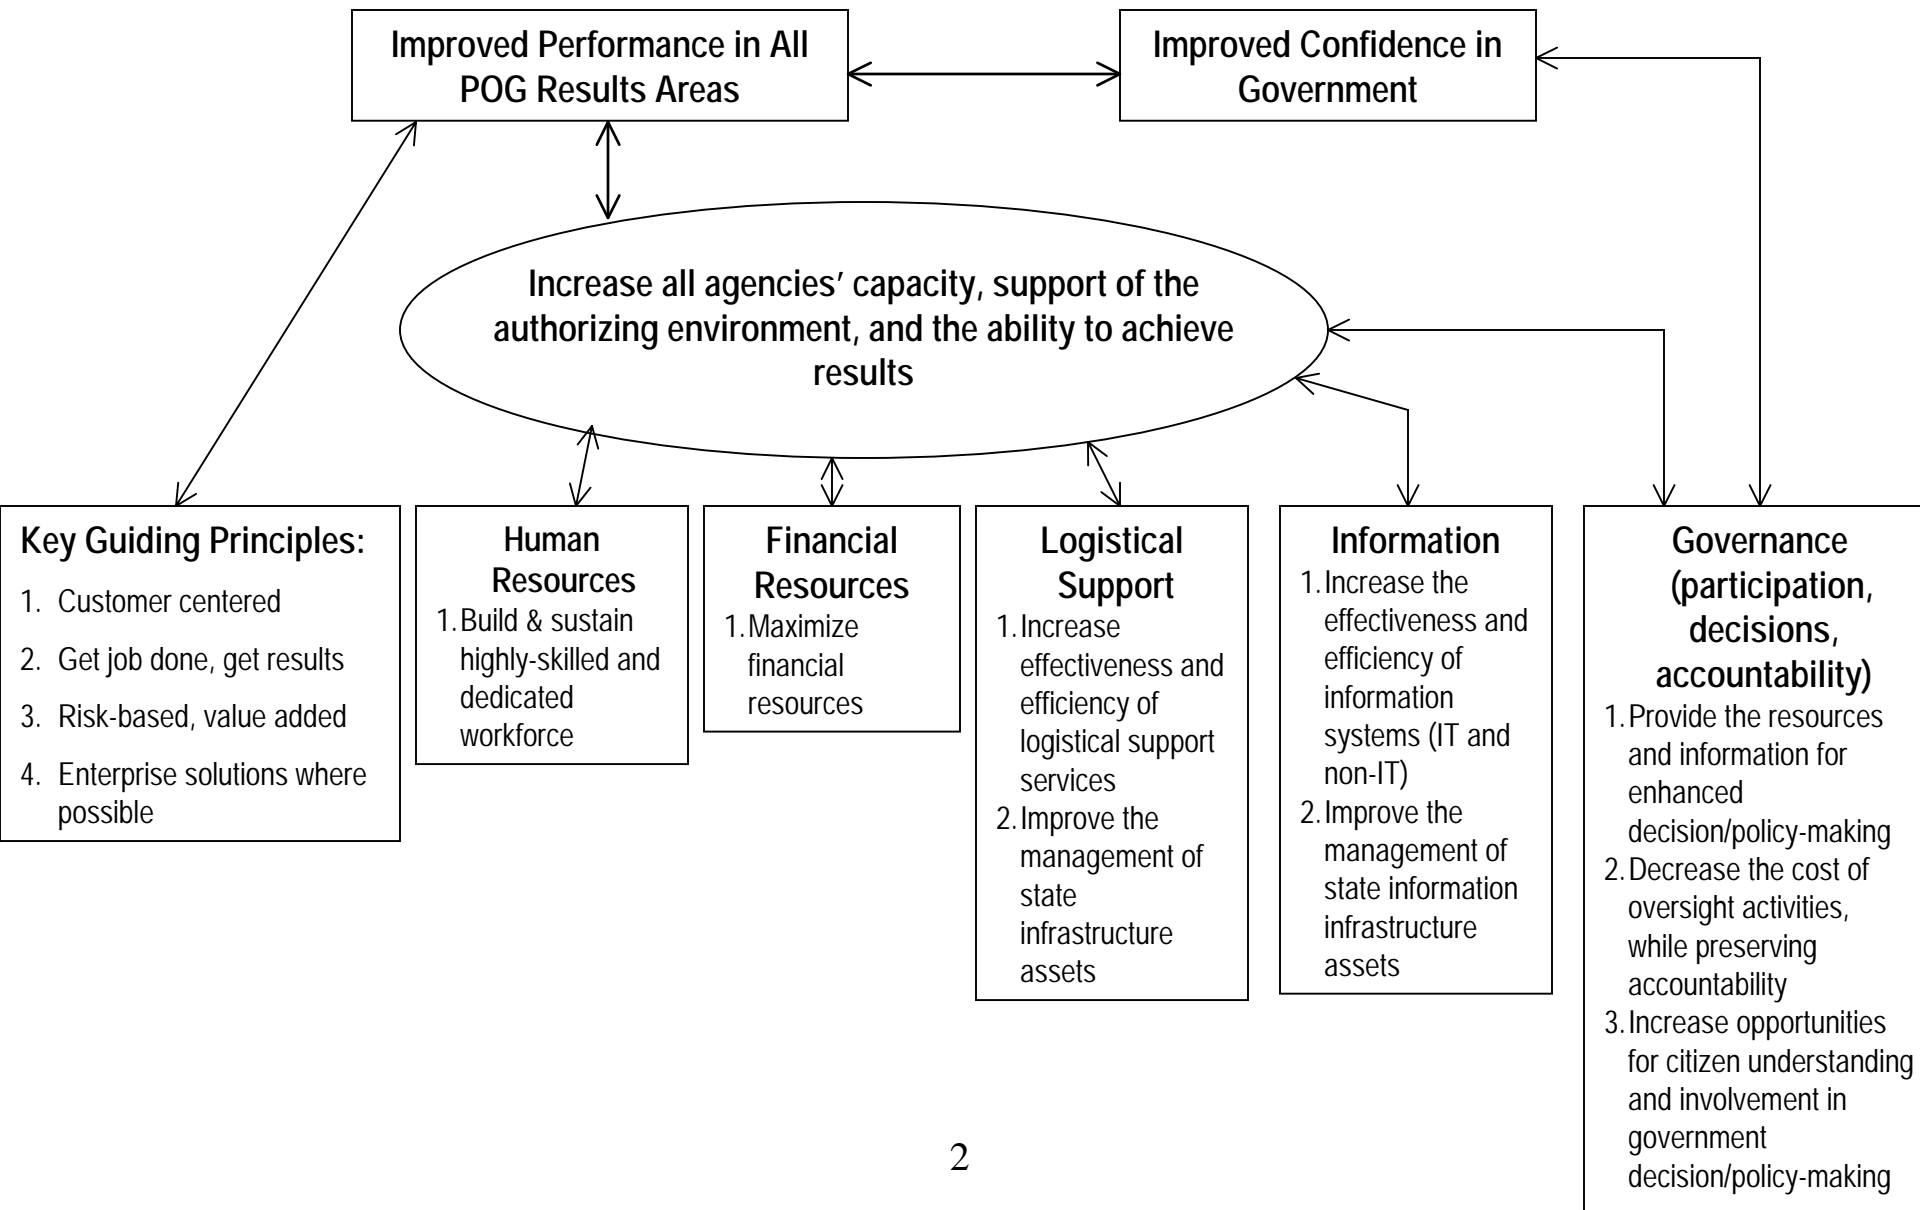 Improved Performance in All
POG Results Areas
Improved Confidence in
Government
Increase all agencies’ capacity, support of the
authorizing environment, and the ability to achieve
results
Key Guiding Principles:
1. Customer centered
2. Get job done, get results
3. Risk-based, value added
4. Enterprise solutions where
possible
Human
Resources
1. Build & sustain
highly-skilled and
dedicated
workforce
Financial
Resources
1. Maximize
financial
resources
Logistical
Support
1. Increase
effectiveness and
efficiency of
logistical support
services
2. Improve the
management of
state
infrastructure
assets
Information
1. Increase the
effectiveness and
efficiency of
information
systems (IT and
non-IT)
2. Improve the
management of
state information
infrastructure
assets
Governance
(participation,
decisions,
accountability)
1. Provide the resources
and information for
enhanced
decision/policy-making
2. Decrease the cost of
oversight activities,
while preserving
accountability
3. Increase opportunities
for citizen understanding
and involvement in
government
decision/policy-making
2